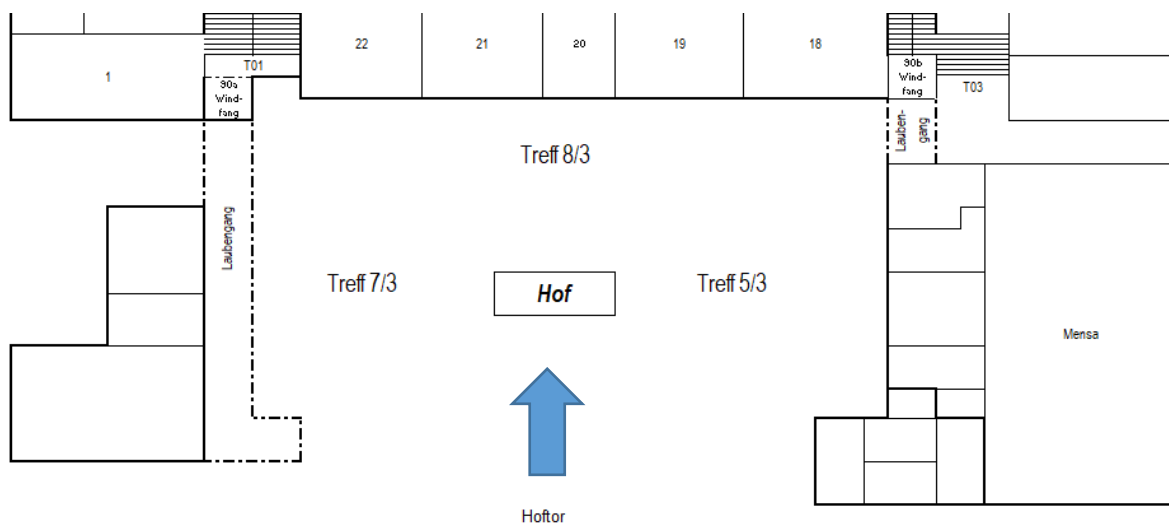 1
T01
90a
Wind-
fang
22
21
20
19
18
90b
Wind-
fang
T03
Lauben-
gang
Laubengang
Treff 8/3
Treff 7/3
Hof
Treff 5/3
Mensa
Hoftor